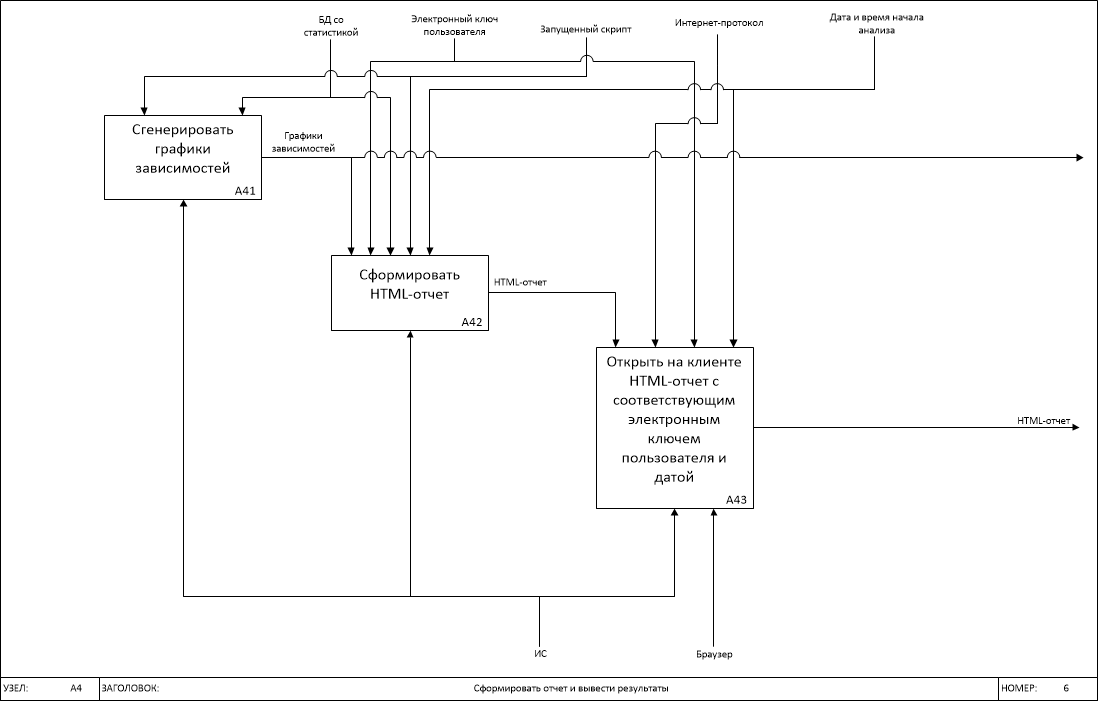 БД со
статистикой
Электронный ключ
пользователя
Запущенный скрипт
Интернет-протокол
Дата и время начала
анализа
Сгенерировать
графики
зависимостей
A41
Графики
зависимостей
Сформировать
HTML-отчет
A42
HTML-отчет
Открыть на клиенте
HTML-отчет с
соответствующим
электронным
ключем
пользователя и
датой
A43
HTML-отчет
ИС
Браузер
УЗЕЛ: A4 ЗАГОЛОВОК: Сформировать отчет и вывести результаты НОМЕР: 6